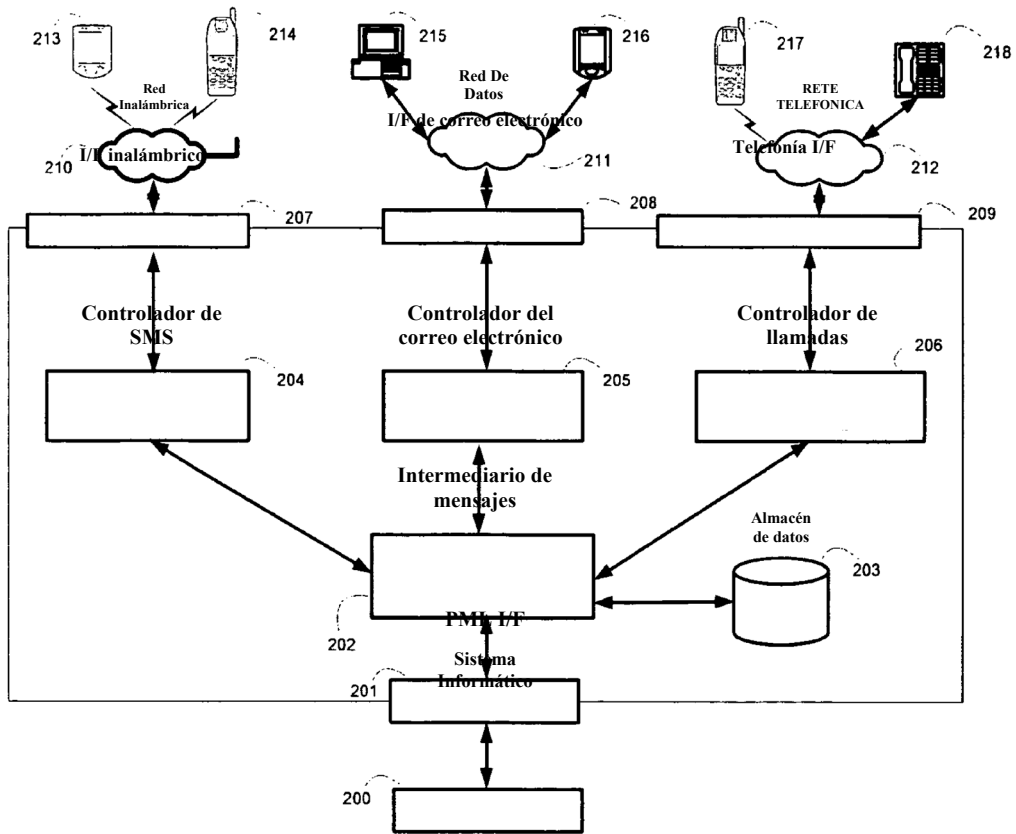 213
214
215
216
217
218
Red
Inalámbrica
Red De
Datos
RETE
TELEFONICA
I/F de correo electrónico
I/F inalámbrico
Telefonía I/F
210
211
212
207
208
209
Controlador de
SMS
Controlador del
correo electrónico
Controlador de
llamadas
204
205
206
Intermediario de
mensajes
Almacén
de datos
203
202
PML I/F
Sistema
Informático
201
200